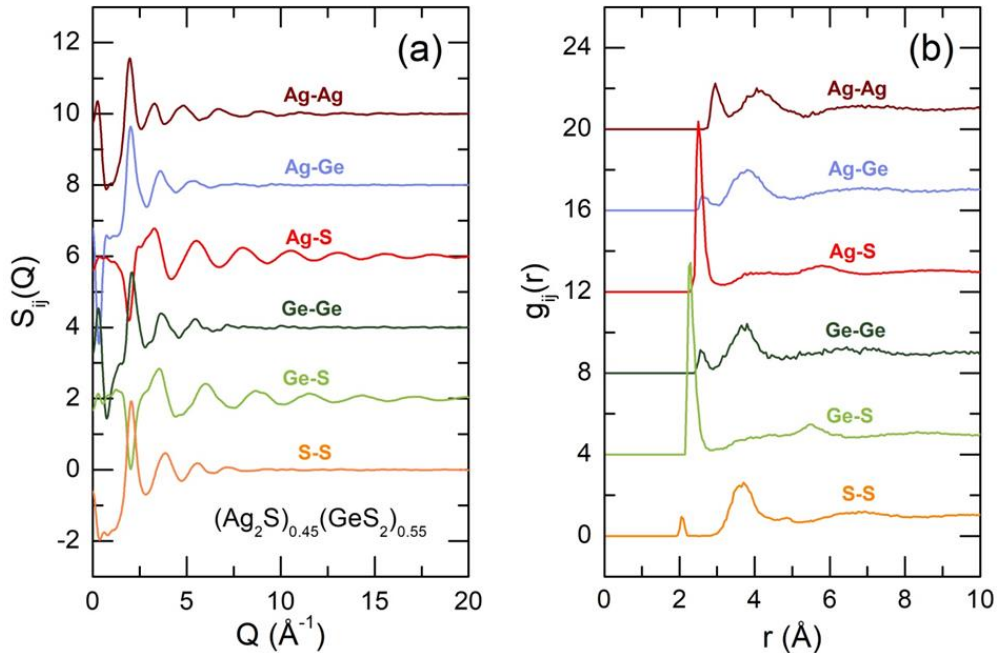 (a)
12
10
8
6
4
2
0
-2
S_ij(Q)
Ag-Ag
Ag-Ge
Ag-S
Ge-Ge
Ge-S
S-S
(Ag₂S)₀.₄₅(GeS₂)₀.₅₅
0 5 10 15 20
Q (Å⁻¹)
(b)
24
20
16
12
8
4
0
g_ij(r)
Ag-Ag
Ag-Ge
Ag-S
Ge-Ge
Ge-S
S-S
0 2 4 6 8 10
r (Å)